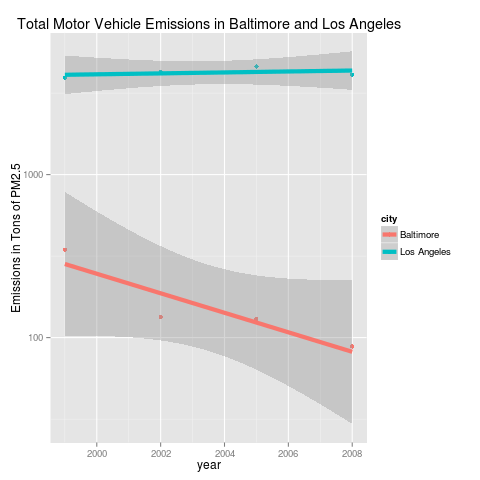 Total Motor Vehicle Emissions in Baltimore and Los Angeles
Emissions in Tons of PM2.5
1000
100
2000
2002
2004
2006
2008
year
city
Baltimore
Los Angeles